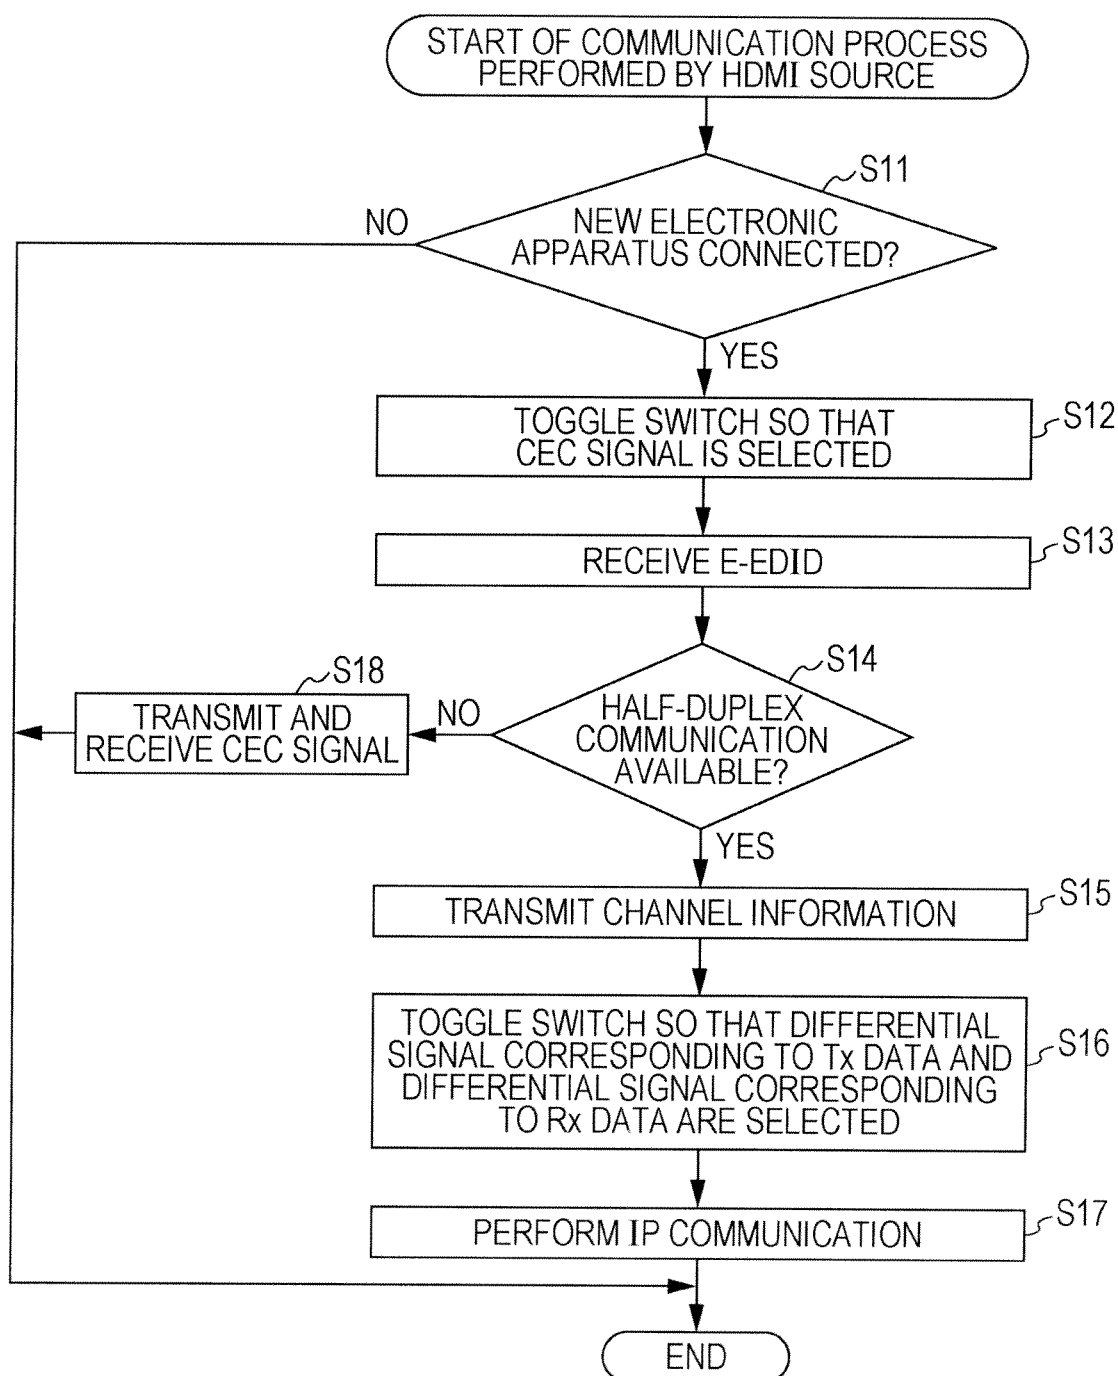 START OF COMMUNICATION PROCESS
PERFORMED BY HDMI SOURCE
S11
NO
NEW ELECTRONIC
APPARATUS CONNECTED?
YES
S12
TOGGLE SWITCH SO THAT
CEC SIGNAL IS SELECTED
S13
RECEIVE E-EDID
S14
S18
HALF-DUPLEX
COMMUNICATION
AVAILABLE?
NO
TRANSMIT AND
RECEIVE CEC SIGNAL
YES
S15
TRANSMIT CHANNEL INFORMATION
S16
TOGGLE SWITCH SO THAT DIFFERENTIAL
SIGNAL CORRESPONDING TO Tx DATA AND
DIFFERENTIAL SIGNAL CORRESPONDING
TO Rx DATA ARE SELECTED
S17
PERFORM IP COMMUNICATION
END